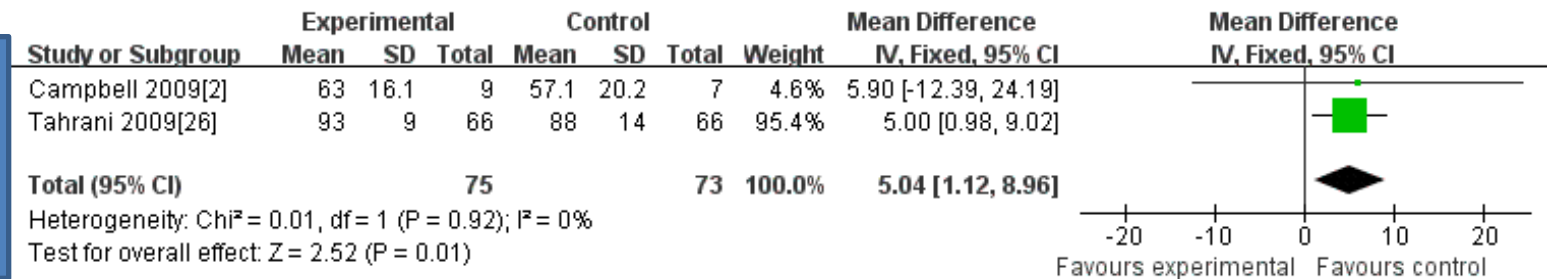 Experimental Control Mean Difference Mean Difference
Study or Subgroup Mean SD Total Mean SD Total Weight IV, Fixed, 95% CI IV, Fixed, 95% CI
Campbell 2009[2] 63 16.1 9 57.1 20.2 7 4.6% 5.90 [-12.39, 24.19]
Tahrani 2009[26] 93 9 66 88 14 66 95.4% 5.00 [0.98, 9.02]
Total (95% CI) 75 73 100.0% 5.04 [1.12, 8.96]
Heterogeneity: Chi² = 0.01, df = 1 (P = 0.92); I² = 0%
Test for overall effect: Z = 2.52 (P = 0.01)
-20 -10 0 10 20
Favours experimental Favours control